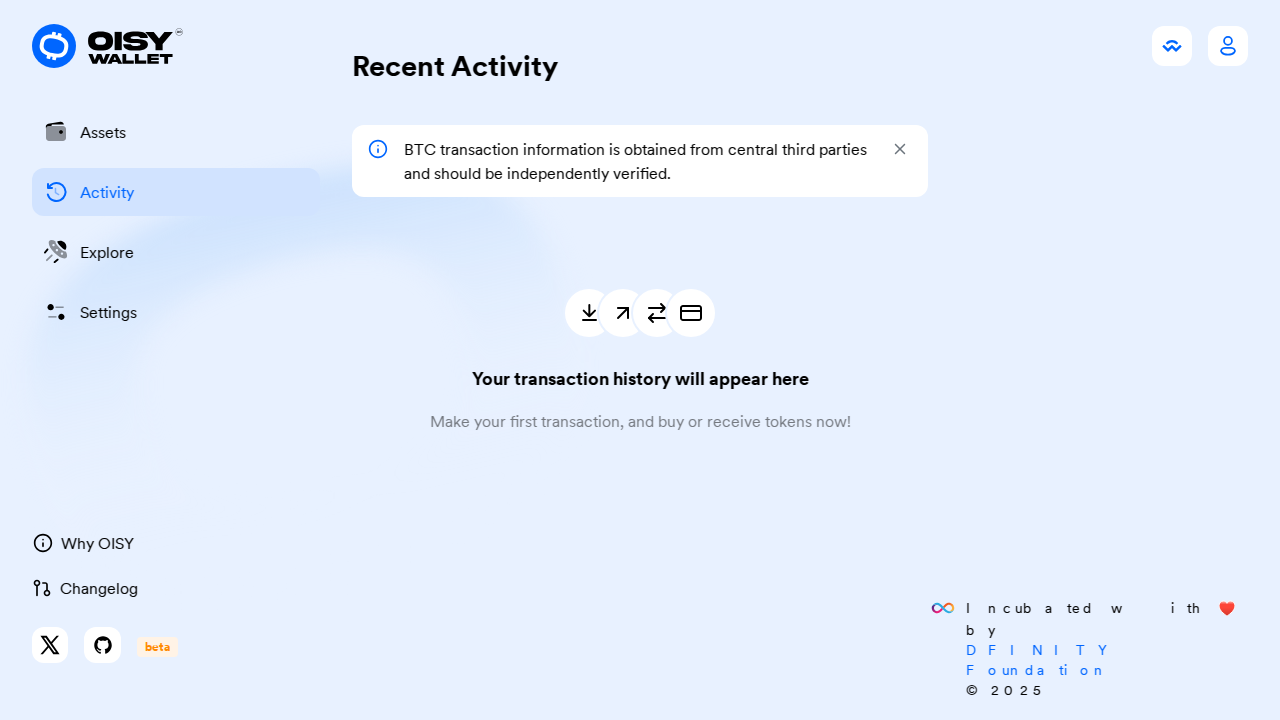 OISY
WALLET
Recent Activity
Assets
BTC transaction information is obtained from central third parties
and should be independently verified.
Activity
Explore
Settings
Your transaction history will appear here
Make your first transaction, and buy or receive tokens now!
Why OISY
Changelog
beta
Incubated with ❤️
by
DFINITY
Foundation
© 2025